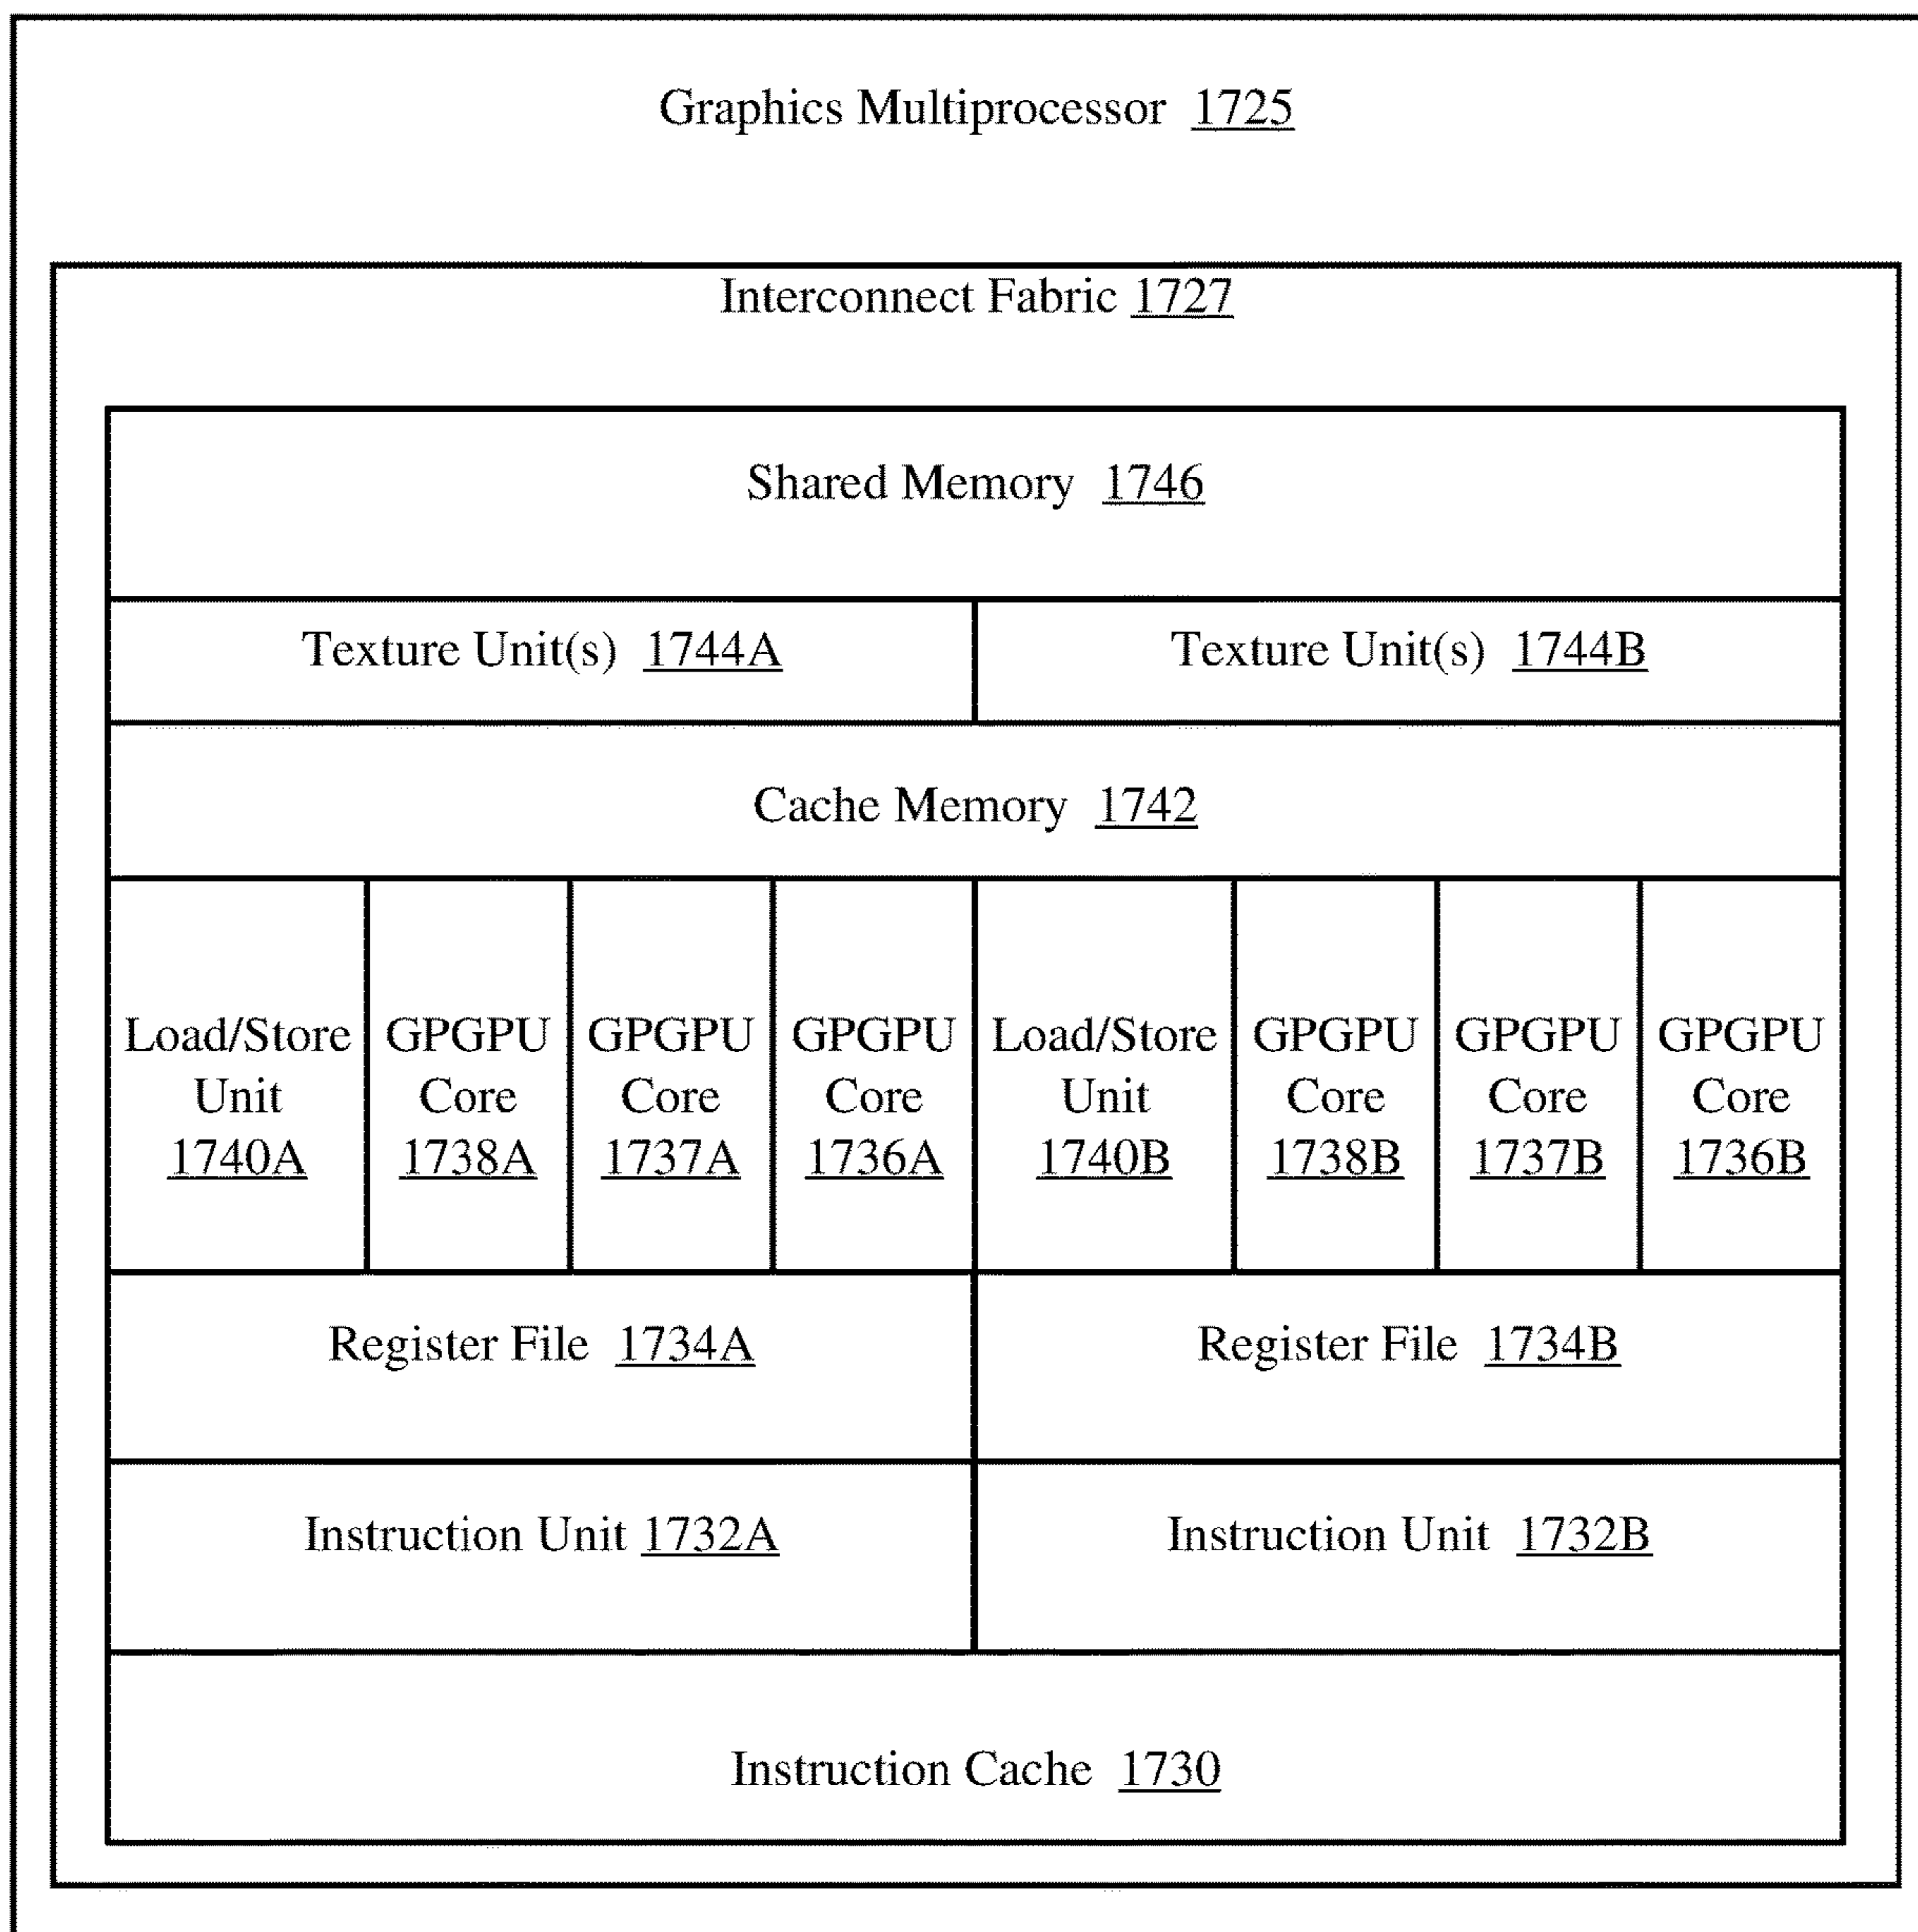 Graphics Multiprocessor 1725
Interconnect Fabric 1727
Shared Memory 1746
Texture Unit(s) 1744A
Texture Unit(s) 1744B
Cache Memory 1742
Load/Store
Unit
1740A
GPGPU
Core
1738A
GPGPU
Core
1737A
GPGPU
Core
1736A
Load/Store
Unit
1740B
GPGPU
Core
1738B
GPGPU
Core
1737B
GPGPU
Core
1736B
Register File 1734A
Register File 1734B
Instruction Unit 1732A
Instruction Unit 1732B
Instruction Cache 1730